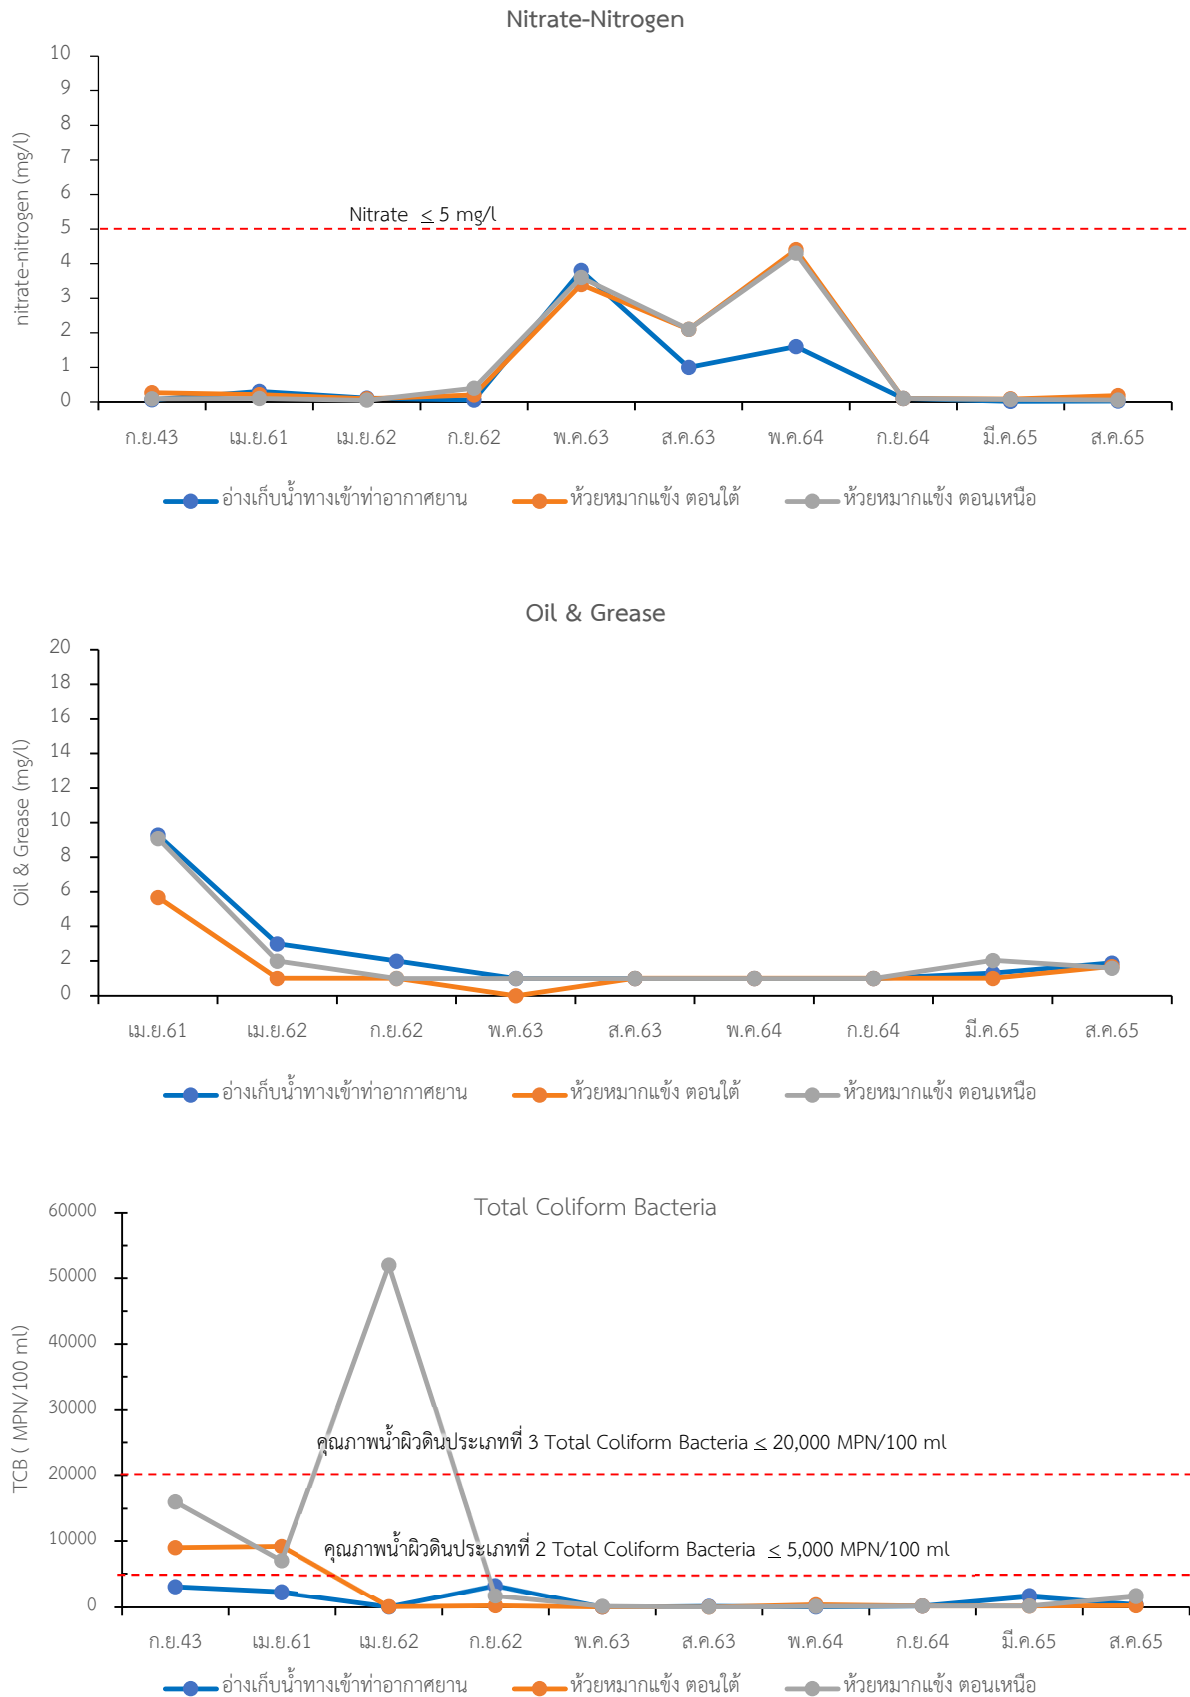 Nitrate-Nitrogen
10
9
8
7
6
5
4
3
2
1
0
nitrate-nitrogen (mg/l)
Nitrate ≤ 5 mg/l
ก.ย.43 เม.ย.61 เม.ย.62 ก.ย.62 พ.ค.63 ส.ค.63 พ.ค.64 ก.ย.64 มี.ค.65 ส.ค.65
อ่างเก็บน้ำทางเข้าท่าอากาศยาน ห้วยหมากแข้ง ตอนใต้ ห้วยหมากแข้ง ตอนเหนือ
Oil & Grease
20
18
16
14
12
10
8
6
4
2
0
Oil & Grease (mg/l)
เม.ย.61 เม.ย.62 ก.ย.62 พ.ค.63 ส.ค.63 พ.ค.64 ก.ย.64 มี.ค.65 ส.ค.65
อ่างเก็บน้ำทางเข้าท่าอากาศยาน ห้วยหมากแข้ง ตอนใต้ ห้วยหมากแข้ง ตอนเหนือ
Total Coliform Bacteria
60000
50000
40000
30000
20000
10000
0
TCB ( MPN/100 ml)
คุณภาพน้ำผิวดินประเภทที่ 3 Total Coliform Bacteria ≤ 20,000 MPN/100 ml
คุณภาพน้ำผิวดินประเภทที่ 2 Total Coliform Bacteria ≤ 5,000 MPN/100 ml
ก.ย.43 เม.ย.61 เม.ย.62 ก.ย.62 พ.ค.63 ส.ค.63 พ.ค.64 ก.ย.64 มี.ค.65 ส.ค.65
อ่างเก็บน้ำทางเข้าท่าอากาศยาน ห้วยหมากแข้ง ตอนใต้ ห้วยหมากแข้ง ตอนเหนือ